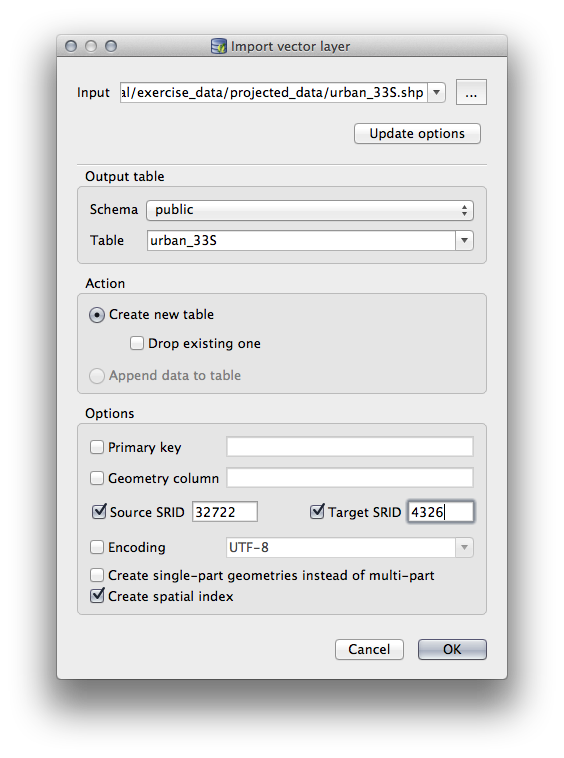 Import vector layer
Input al/exercise_data/projected_data/urban_33S.shp ...
Update options
Output table
Schema public
Table urban_33S
Action
Create new table
Drop existing one
Append data to table
Options
Primary key
Geometry column
Source SRID 32722 Target SRID 4326
Encoding UTF-8
Create single-part geometries instead of multi-part
Create spatial index
Cancel OK